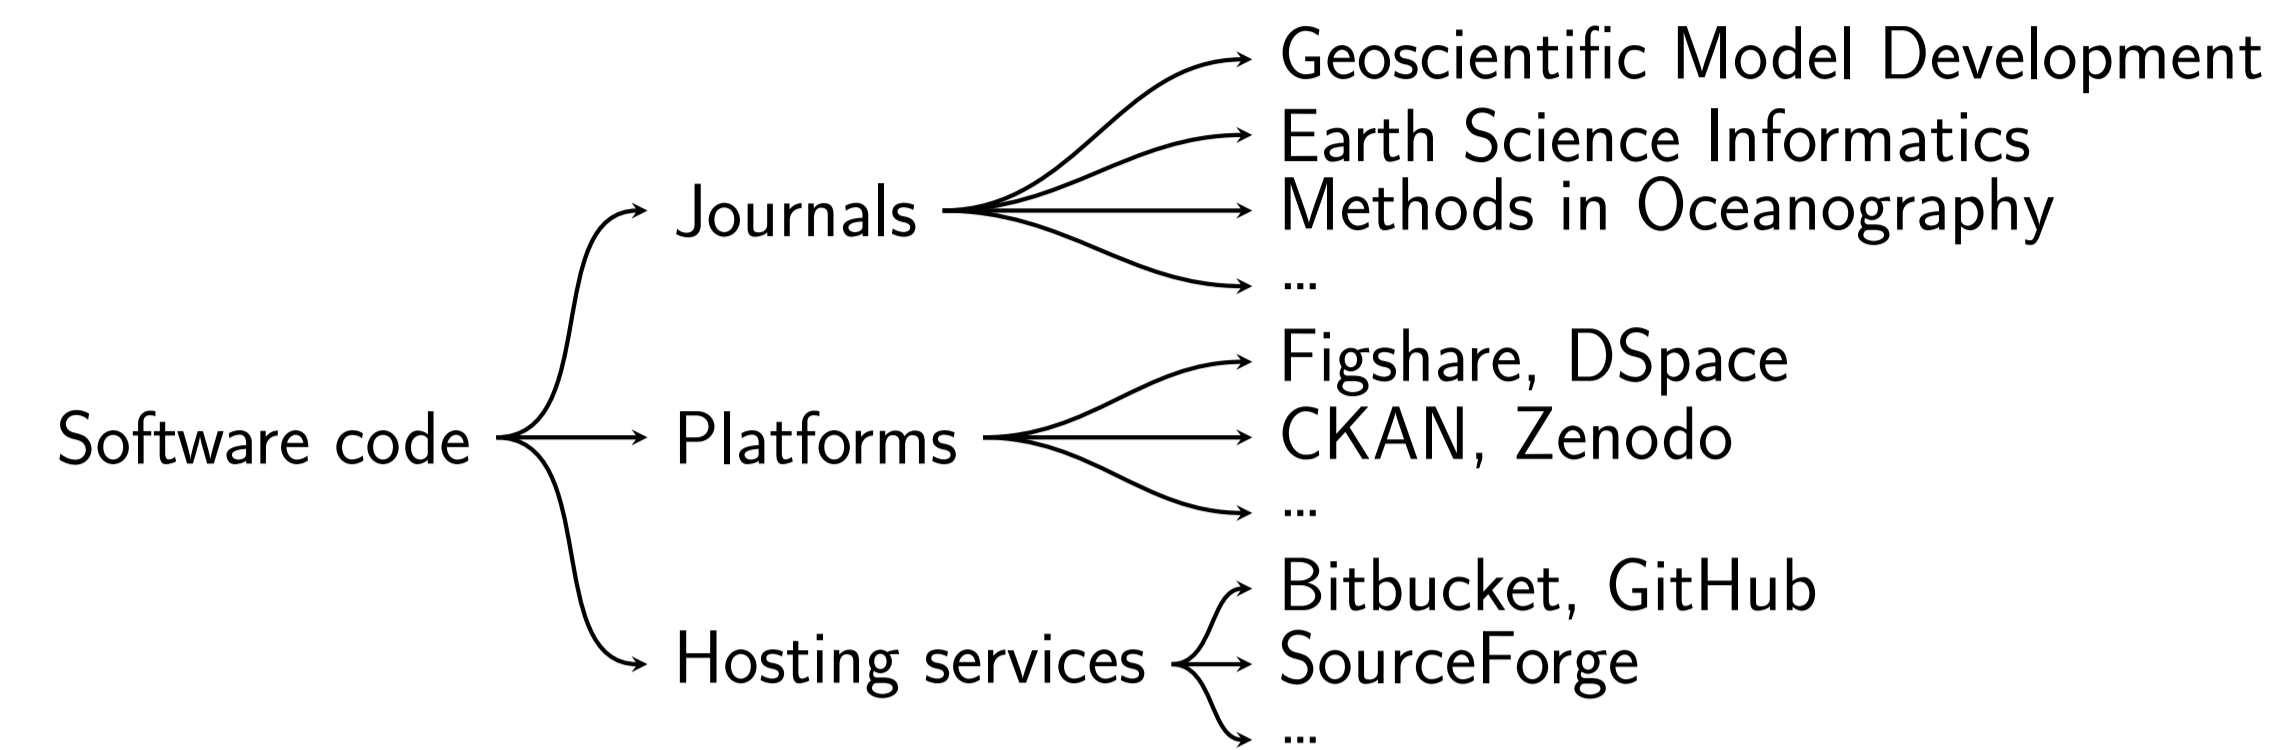 Software code
Journals
Geoscientific Model Development
Earth Science Informatics
Methods in Oceanography
...
Platforms
Figshare, DSpace
CKAN, Zenodo
...
Hosting services
Bitbucket, GitHub
SourceForge
...